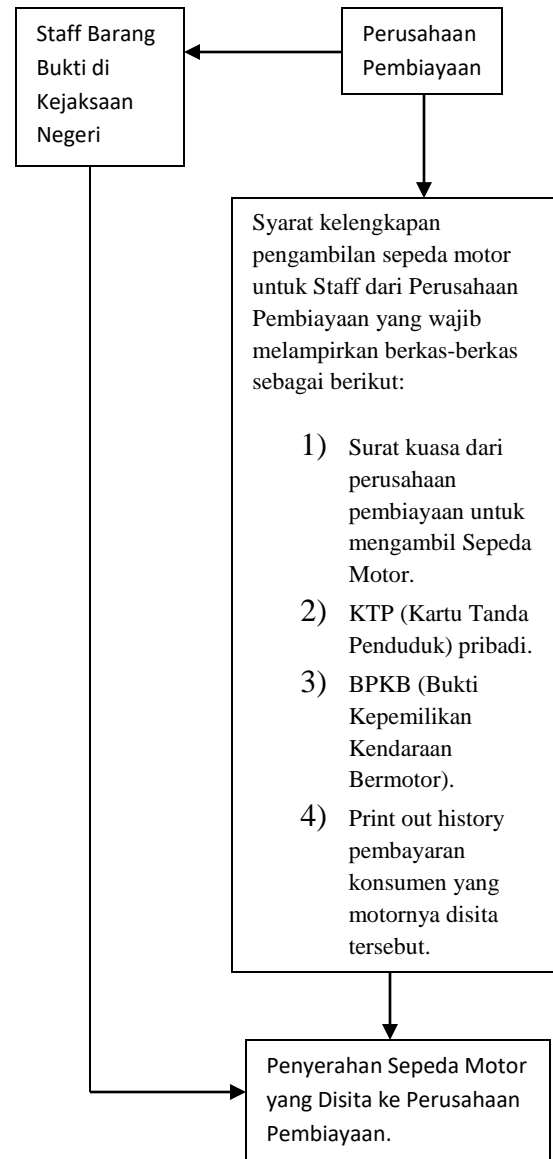 Staff Barang
Bukti di
Kejaksaan
Negeri
Perusahaan
Pembiayaan
Syarat kelengkapan
pengambilan sepeda motor
untuk Staff dari Perusahaan
Pembiayaan yang wajib
melampirkan berkas-berkas
sebagai berikut:
1) Surat kuasa dari
perusahaan
pembiayaan untuk
mengambil Sepeda
Motor.
2) KTP (Kartu Tanda
Penduduk) pribadi.
3) BPKB (Bukti
Kepemilikan
Kendaraan
Bermotor).
4) Print out history
pembayaran
konsumen yang
motornya disita
tersebut.
Penyerahan Sepeda Motor
yang Disita ke Perusahaan
Pembiayaan.